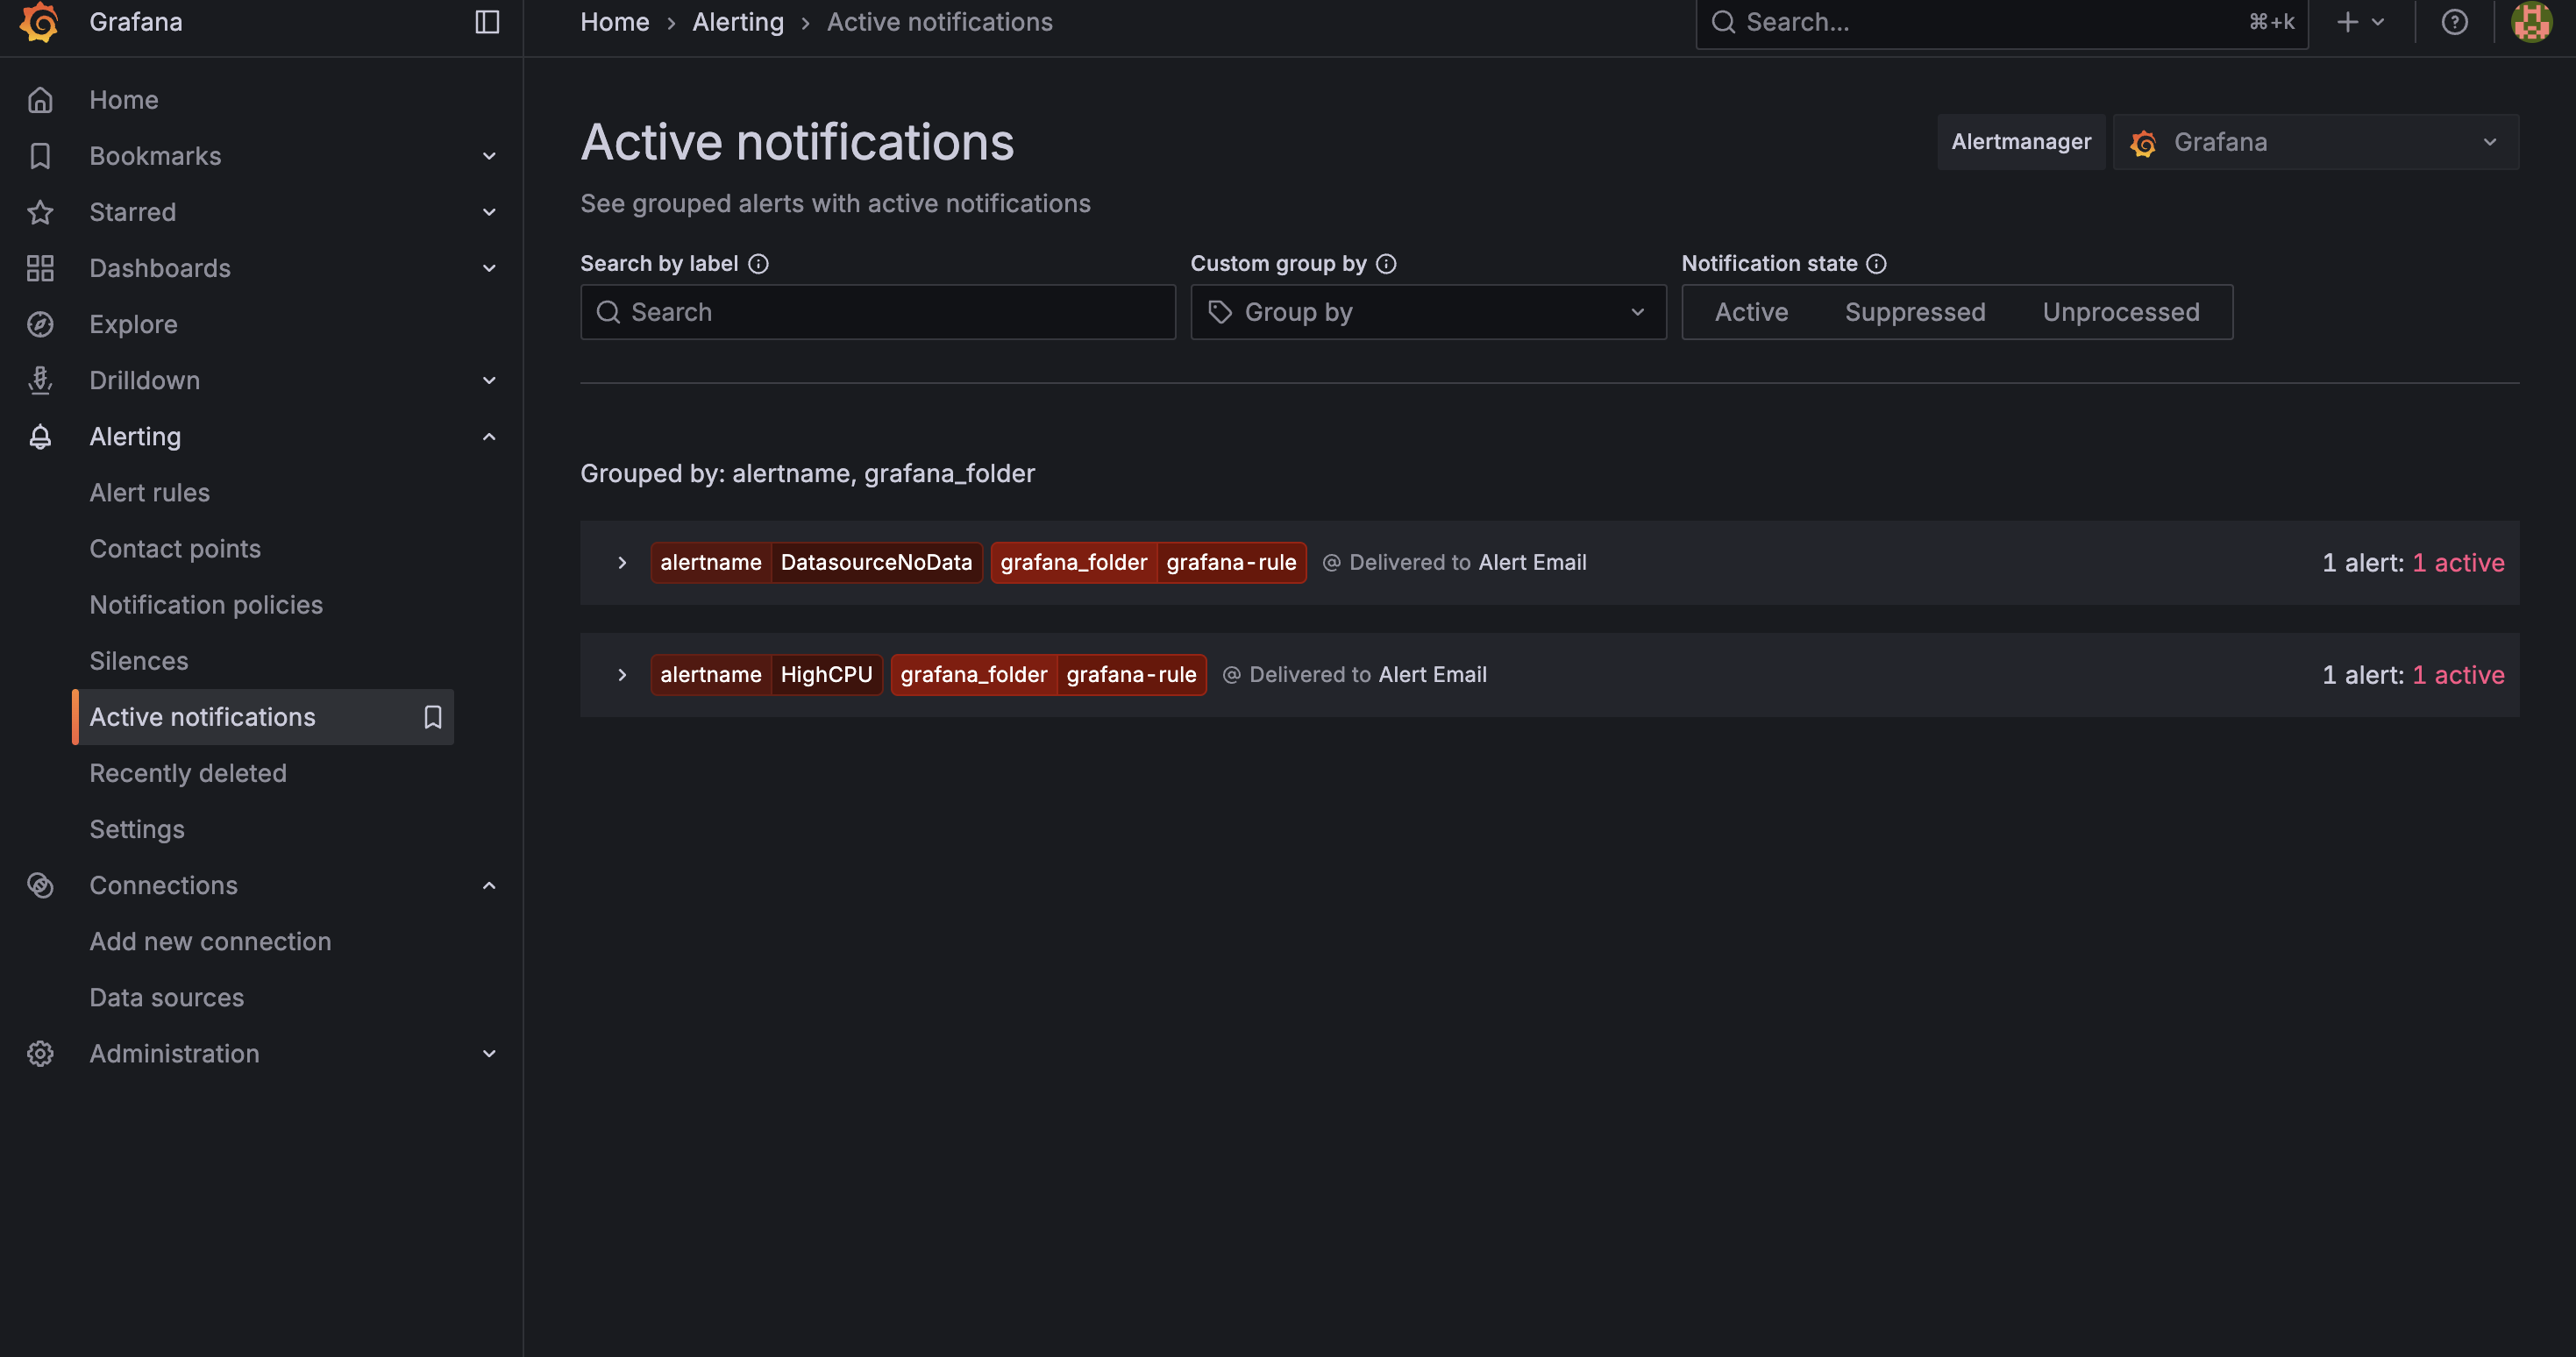 Grafana
Home › Alerting › Active notifications
Search... ⌘+k
Home
Bookmarks
Starred
Dashboards
Explore
Drilldown
Alerting
Alert rules
Contact points
Notification policies
Silences
Active notifications
Recently deleted
Settings
Connections
Add new connection
Data sources
Administration
Active notifications
Alertmanager Grafana
See grouped alerts with active notifications
Search by label Custom group by Notification state
Search Group by Active Suppressed Unprocessed
Grouped by: alertname, grafana_folder
alertname DatasourceNoData grafana_folder grafana-rule @ Delivered to Alert Email 1 alert: 1 active
alertname HighCPU grafana_folder grafana-rule @ Delivered to Alert Email 1 alert: 1 active